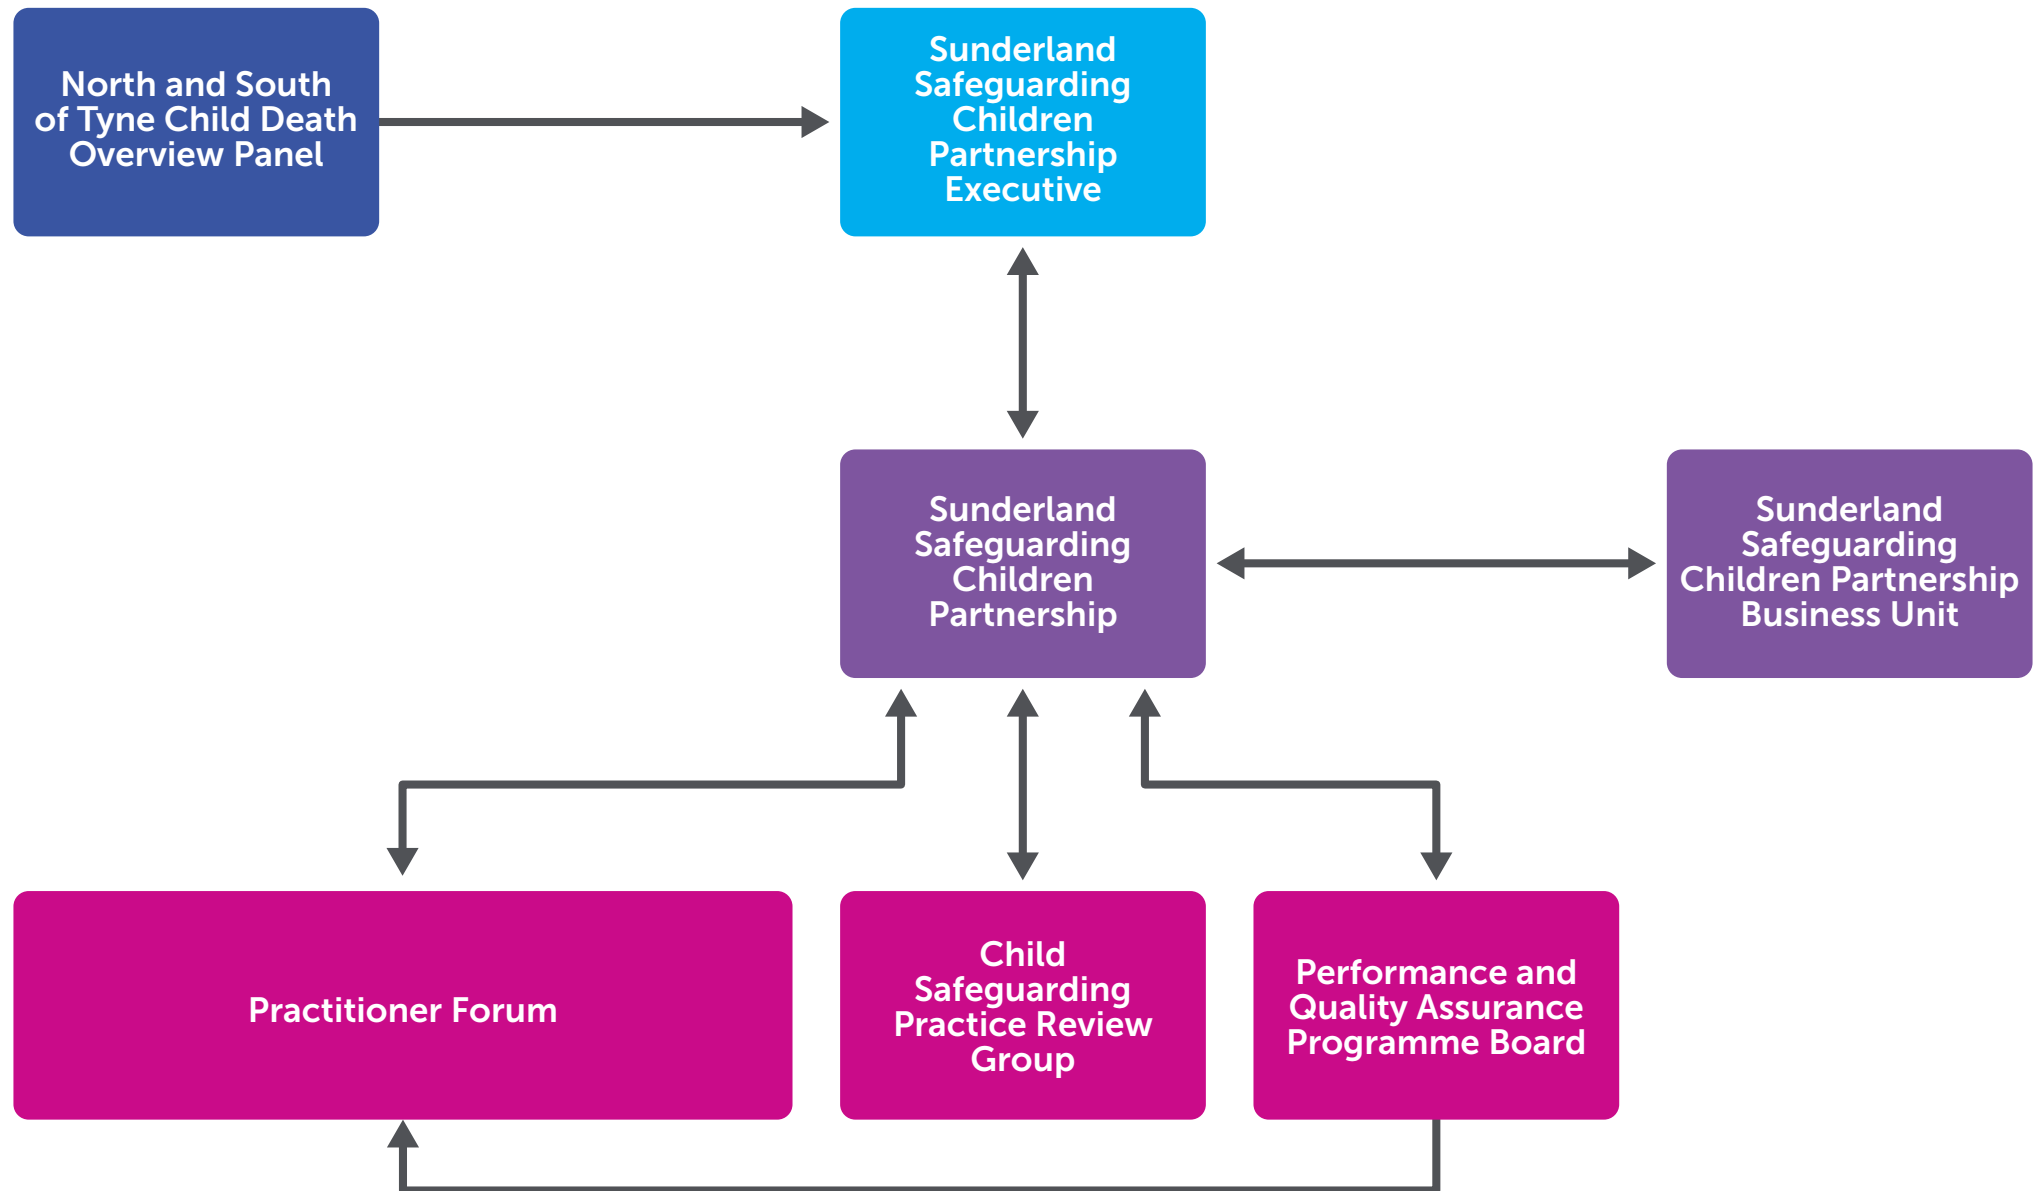 North and South
of Tyne Child Death
Overview Panel
Sunderland
Safeguarding
Children
Partnership
Executive
Sunderland
Safeguarding
Children
Partnership
Sunderland
Safeguarding
Children Partnership
Business Unit
Practitioner Forum
Child
Safeguarding
Practice Review
Group
Performance and
Quality Assurance
Programme Board